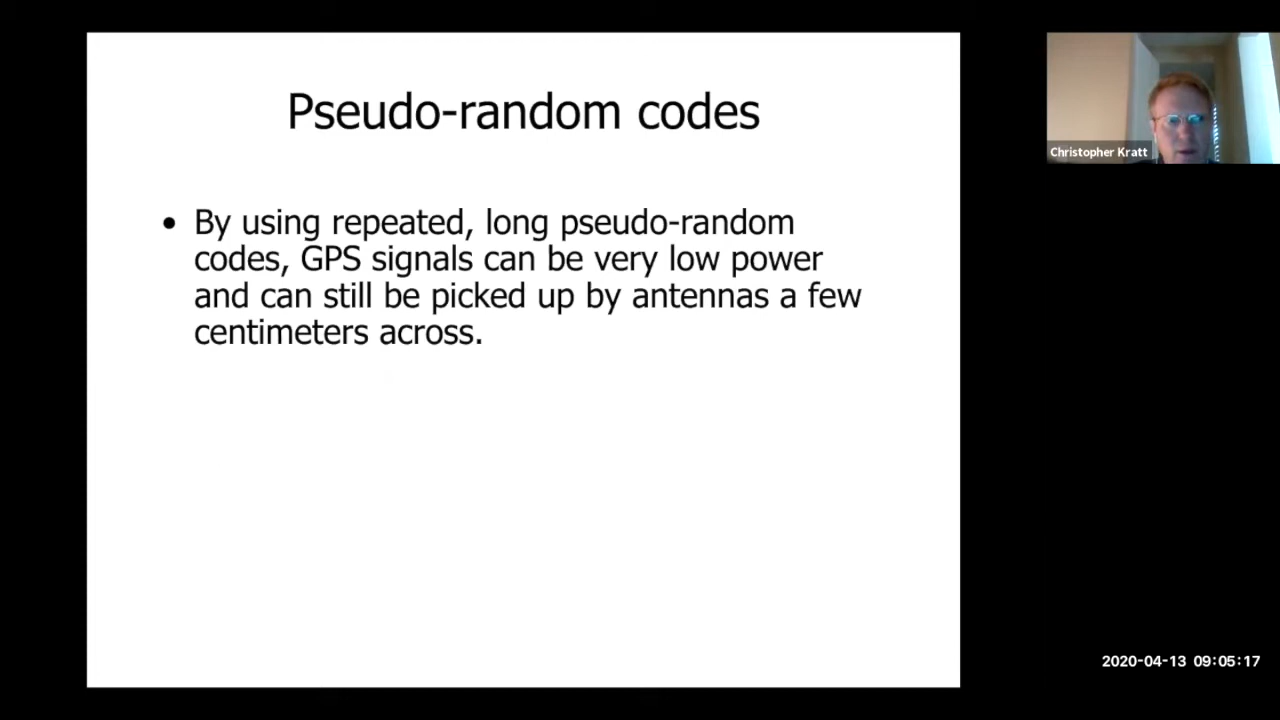 Pseudo-random codes
• By using repeated, long pseudo-random
codes, GPS signals can be very low power
and can still be picked up by antennas a few
centimeters across.
Christopher Kratt
2020-04-13 09:05:17